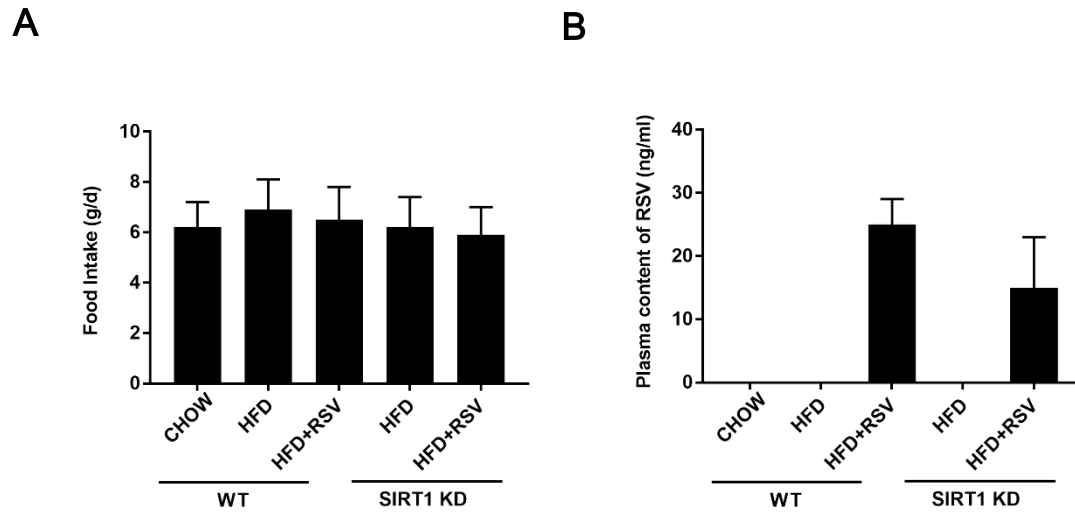 A
B
Food Intake (g/d)
10
8
6
4
2
0
CHOW
HFD
HFD+RSV
HFD
HFD+RSV
WT
SIRT1 KD
Plasma content of RSV (ng/ml)
40
30
20
10
0
CHOW
HFD
HFD+RSV
HFD
HFD+RSV
WT
SIRT1 KD